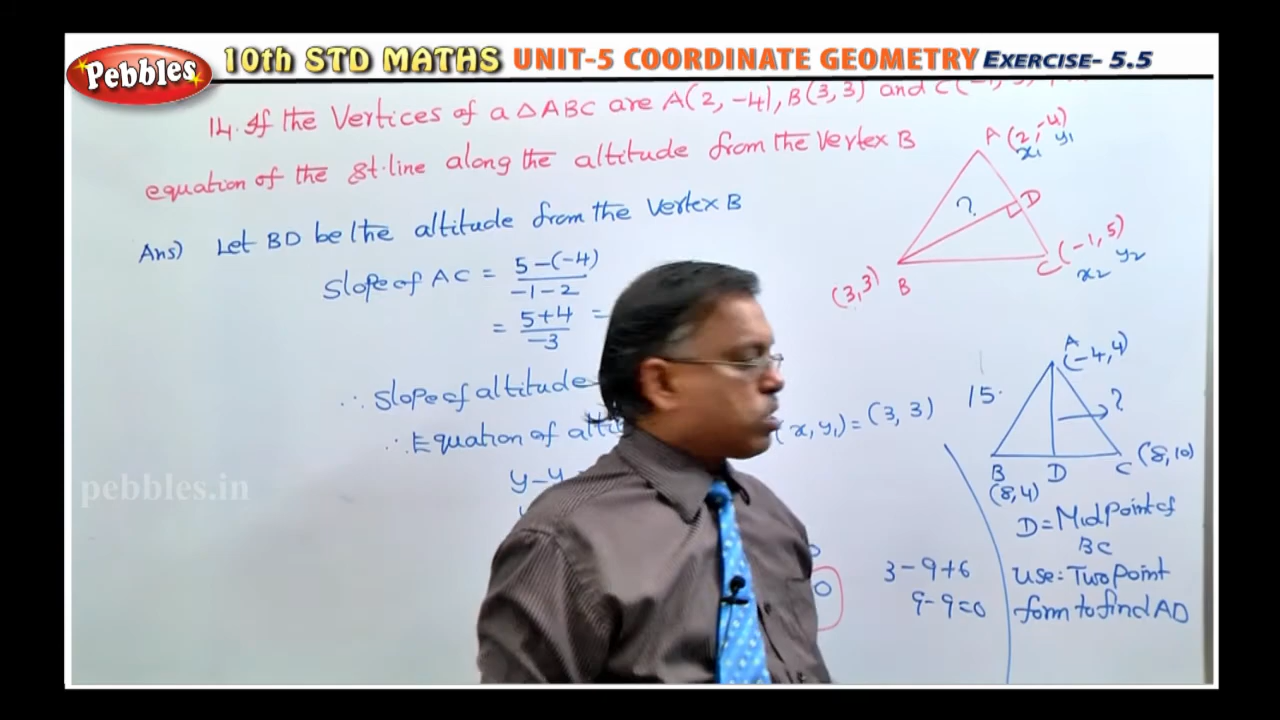 Pebbles
10th STD MATHS UNIT-5 COORDINATE GEOMETRY EXERCISE- 5.5
14. If the Vertices of a △ABC are A(2, -4), B(3, 3) and C(-1, 5)
equation of the St. line along the altitude from the Vertex B
Ans) Let BD be the altitude from the Vertex B
Slope of AC = 5-(-4)
-1-2
= 5+4 =
-3
∴ Slope of altitude
∴ Equation of (x, y₁) = (3, 3)
y-y
0
0
3-9+6
9-9=0
A (2, -4)
x₁ y₁
?
D
C (-1, 5)
x₂ y₂
(3, 3) B
15.
A
(-4, 4)
?
B D C (8, 10)
(8, 4)
D = Midpoint of
BC
Use: Two Point
form to find AD
pebbles.in